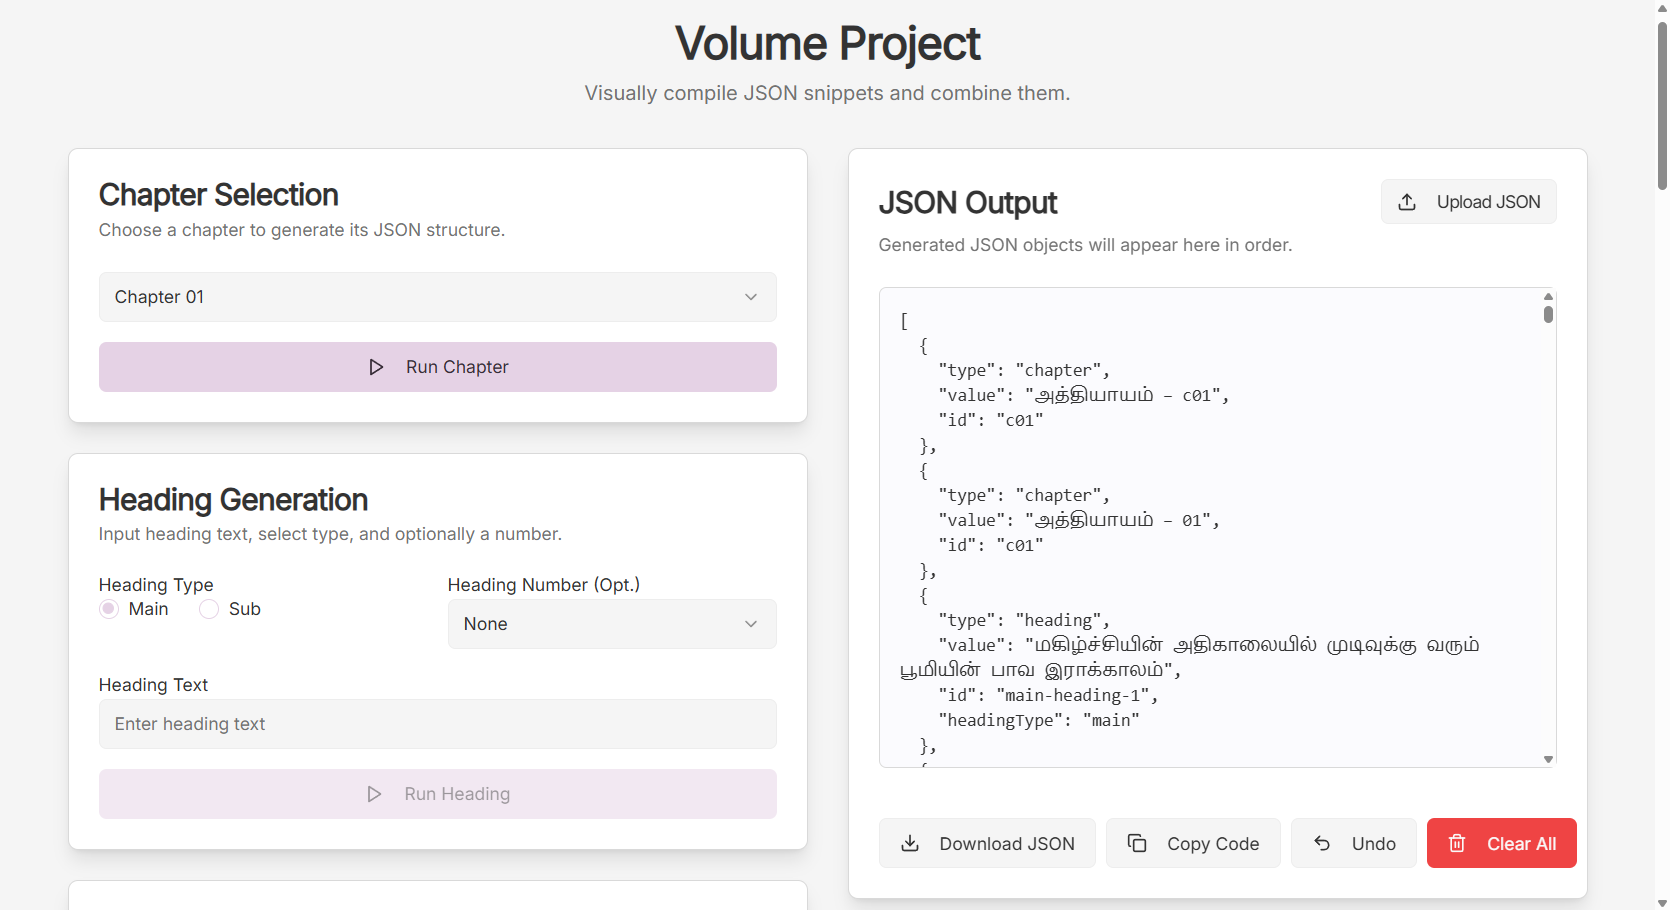 Volume Project
Visually compile JSON snippets and combine them.
Chapter Selection
Choose a chapter to generate its JSON structure.
Chapter 01
Run Chapter
Heading Generation
Input heading text, select type, and optionally a number.
Heading Type
Main
Sub
Heading Number (Opt.)
None
Heading Text
Enter heading text
Run Heading
JSON Output
Upload JSON
Generated JSON objects will appear here in order.
[
{
"type": "chapter",
"value": "அத்தியாயம் – c01",
"id": "c01"
},
{
"type": "chapter",
"value": "அத்தியாயம் – 01",
"id": "c01"
},
{
"type": "heading",
"value": "மகிழ்ச்சியின் அதிகாலையில் முடிவுக்கு வரும்
பூமியின் பாவ இராக்காலம்",
"id": "main-heading-1",
"headingType": "main"
},
{
Download JSON
Copy Code
Undo
Clear All